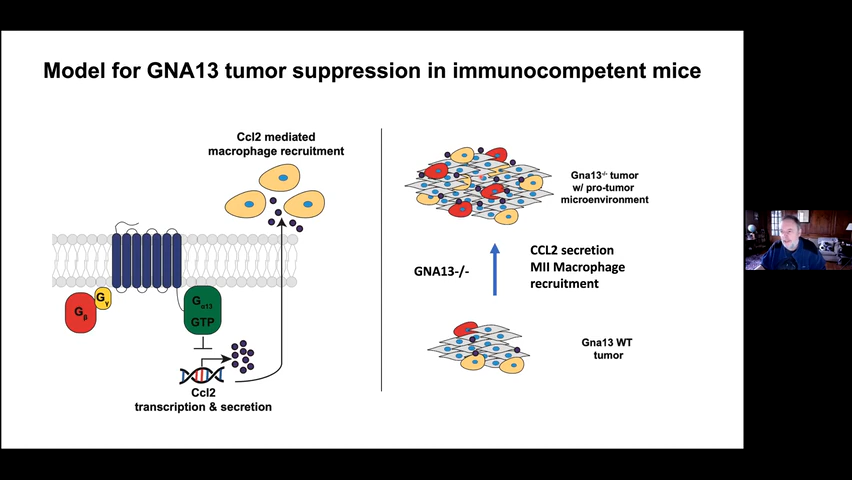 Model for GNA13 tumor suppression in immunocompetent mice
Ccl2 mediated
macrophage recruitment
Gβ
Gγ
Gα13
GTP
Ccl2
transcription & secretion
Gna13-/- tumor
w/ pro-tumor
microenvironment
GNA13-/-
CCL2 secretion
MII Macrophage
recruitment
Gna13 WT
tumor